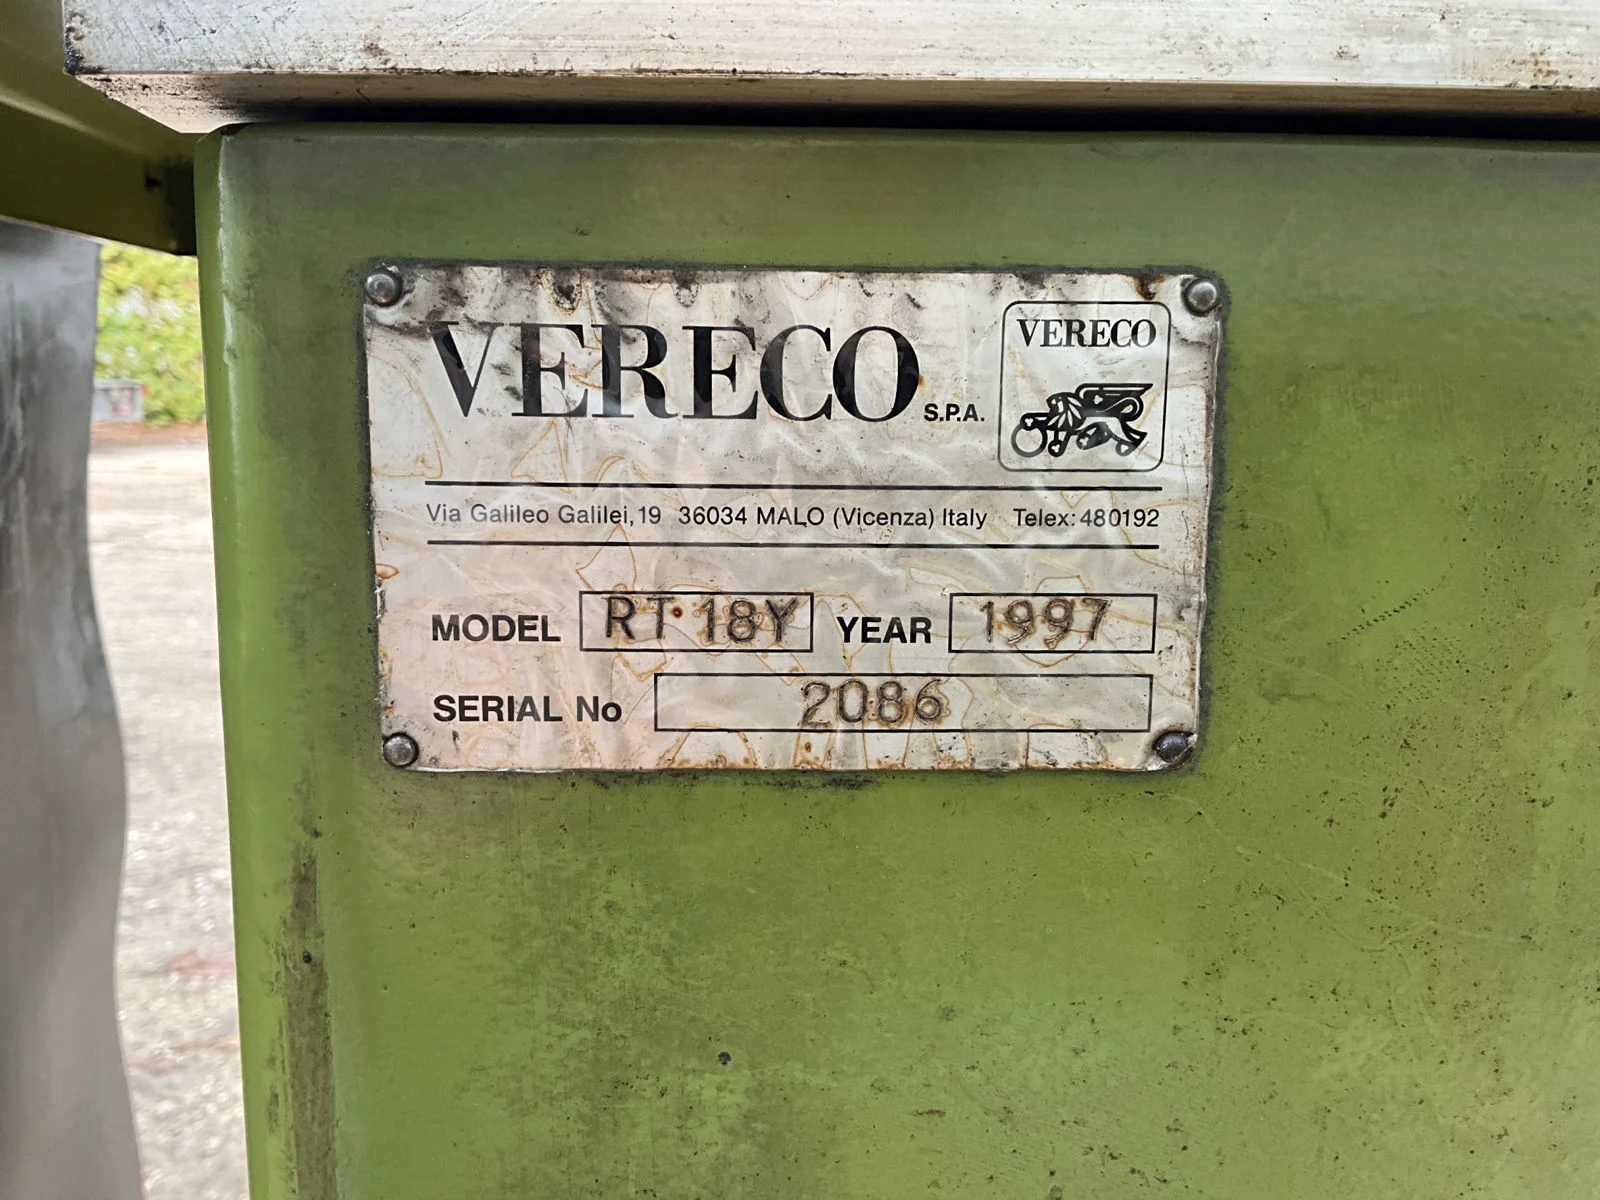 VERECO S.P.A.
VERECO
Via Galileo Galilei, 19 36034 MALO (Vicenza) Italy Telex: 480192
MODEL RT 18Y YEAR 1997
SERIAL No 2086